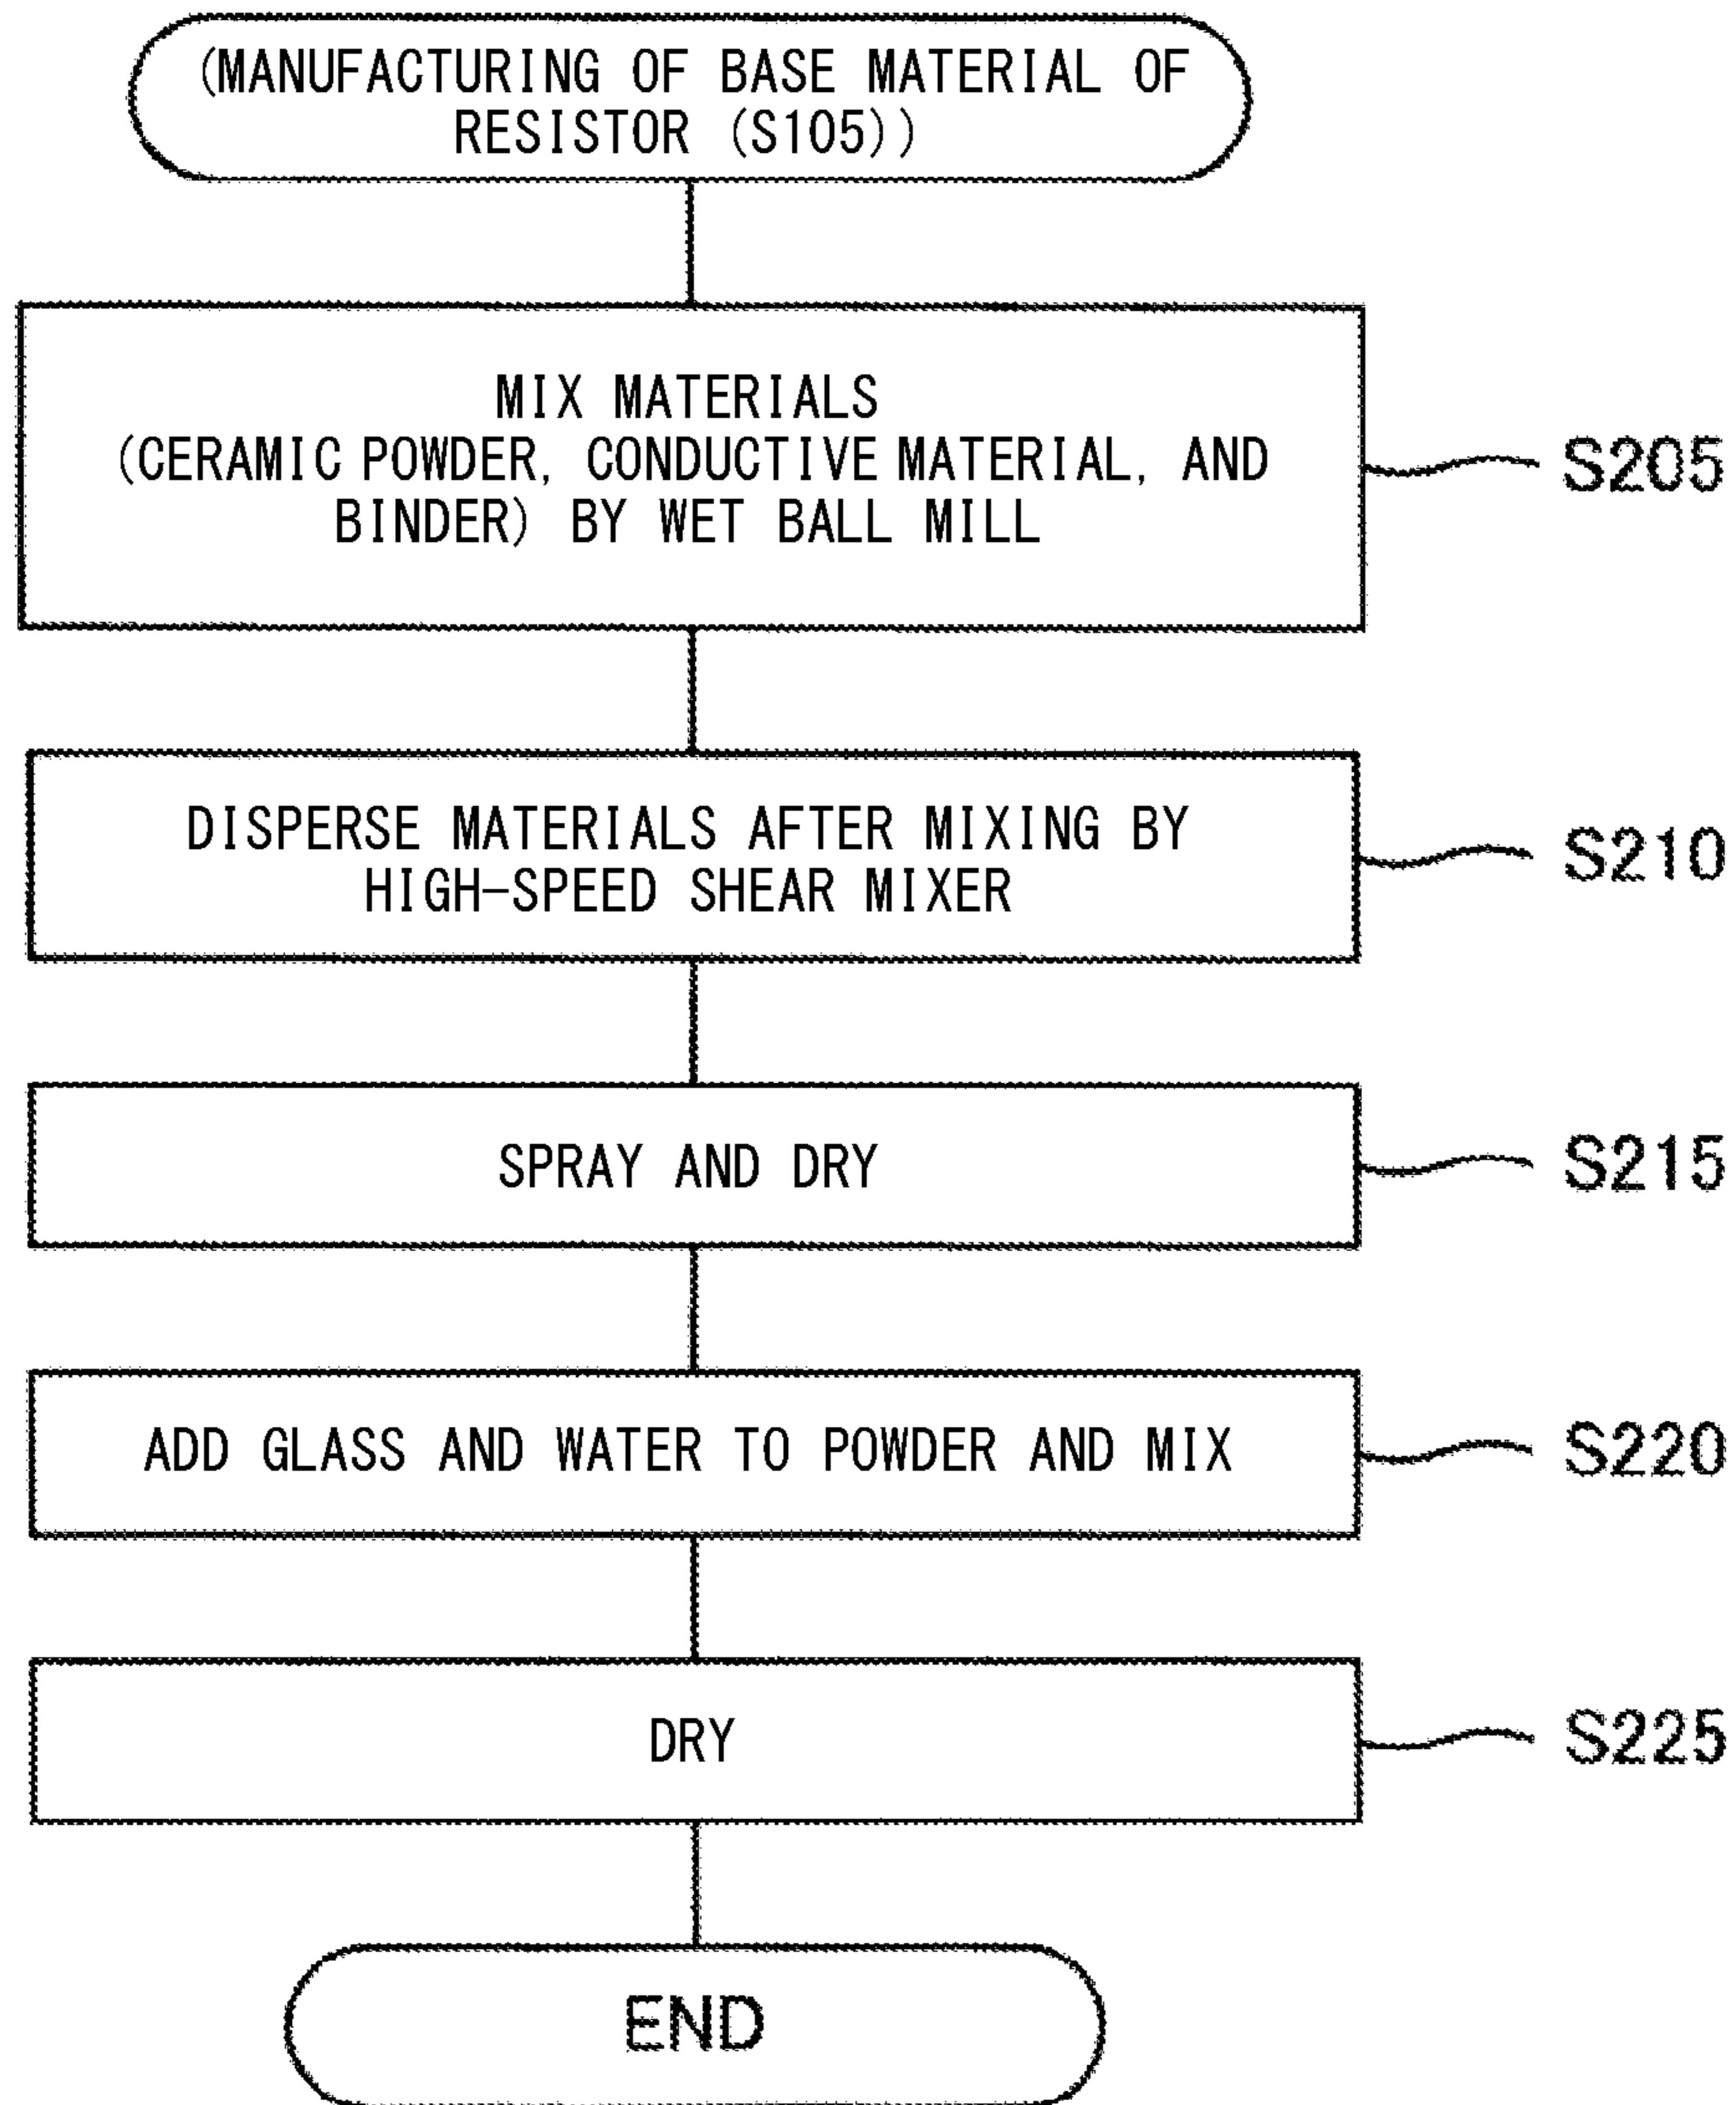 (MANUFACTURING OF BASE MATERIAL OF
RESISTOR (S105))
MIX MATERIALS
(CERAMIC POWDER, CONDUCTIVE MATERIAL, AND
BINDER) BY WET BALL MILL
S205
DISPERSE MATERIALS AFTER MIXING BY
HIGH-SPEED SHEAR MIXER
S210
SPRAY AND DRY
S215
ADD GLASS AND WATER TO POWDER AND MIX
S220
DRY
S225
END